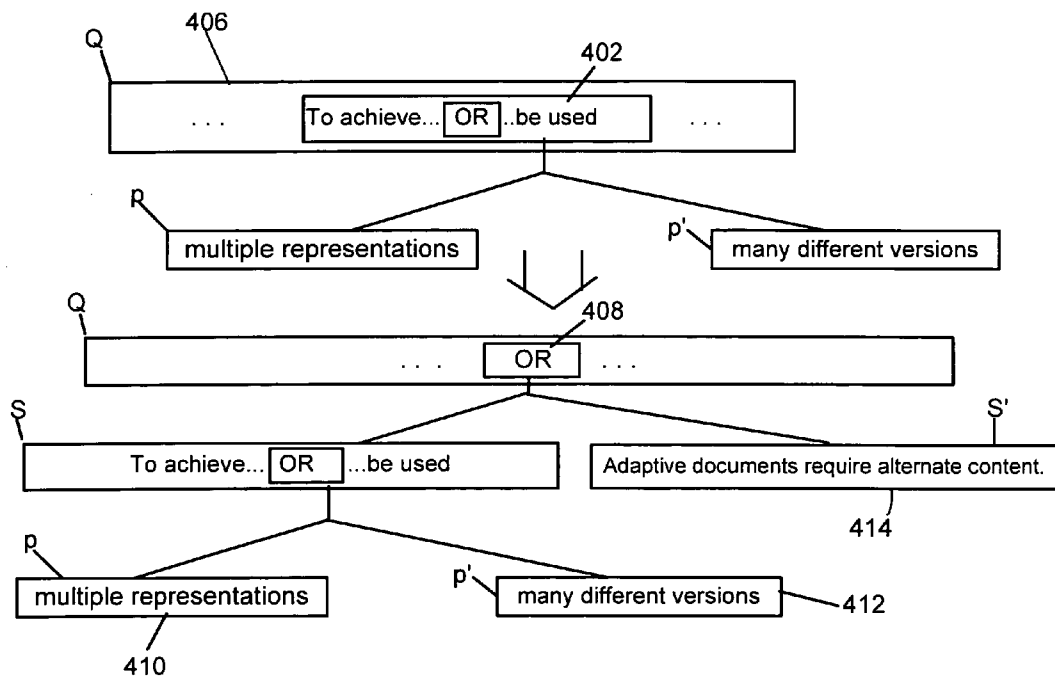 Q 406 402
. . . To achieve... OR ..be used . . .
p p'
multiple representations many different versions
Q 408
. . . OR . . .
S S'
To achieve... OR ...be used Adaptive documents require alternate content.
414
p p'
multiple representations many different versions 412
410